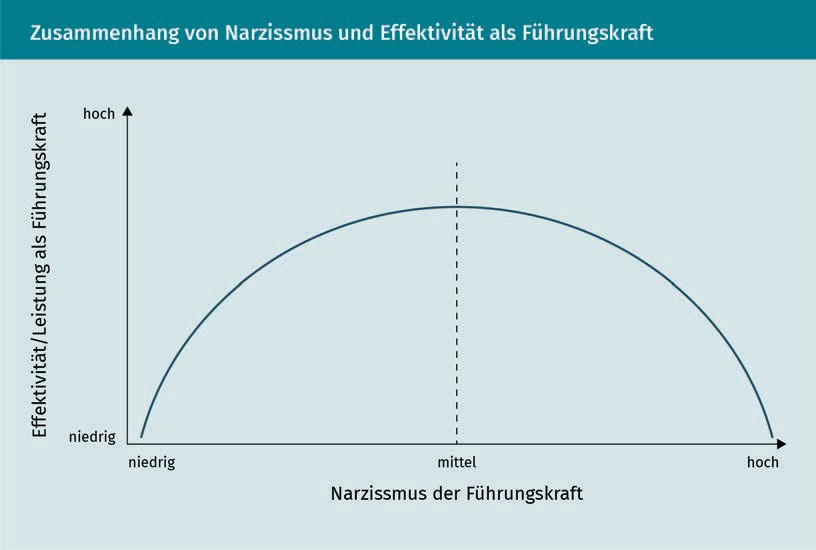 Zusammenhang von Narzissmus und Effektivität als Führungskraft
Effektivität/Leistung als Führungskraft
hoch
niedrig
niedrig
mittel
hoch
Narzissmus der Führungskraft